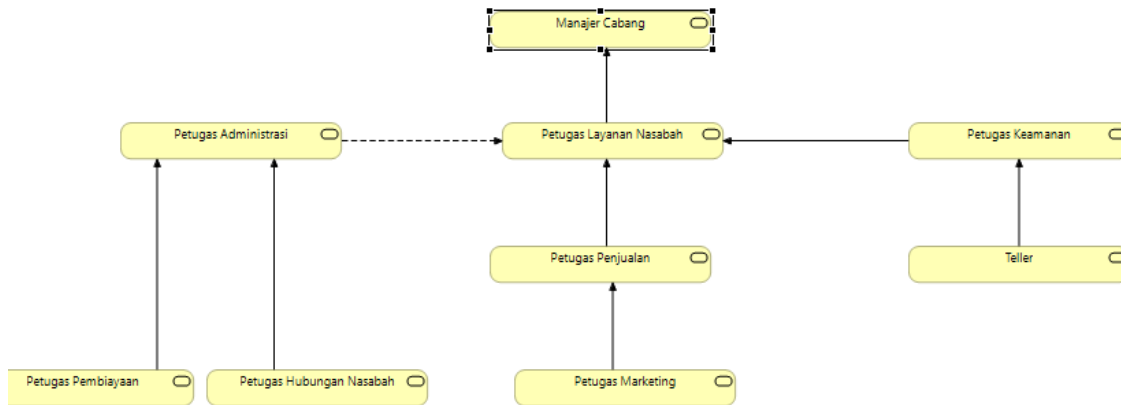 Manajer Cabang
Petugas Administrasi
Petugas Layanan Nasabah
Petugas Keamanan
Petugas Penjualan
Teller
Petugas Pembiayaan
Petugas Hubungan Nasabah
Petugas Marketing